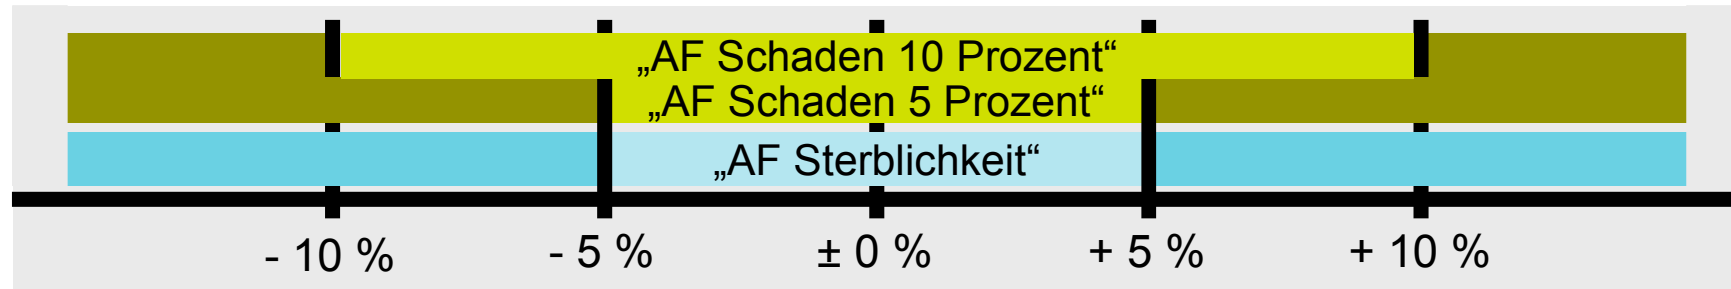 „AF Schaden 10 Prozent“
„AF Schaden 5 Prozent“
„AF Sterblichkeit“
- 10 % - 5 % ± 0 % + 5 % + 10 %